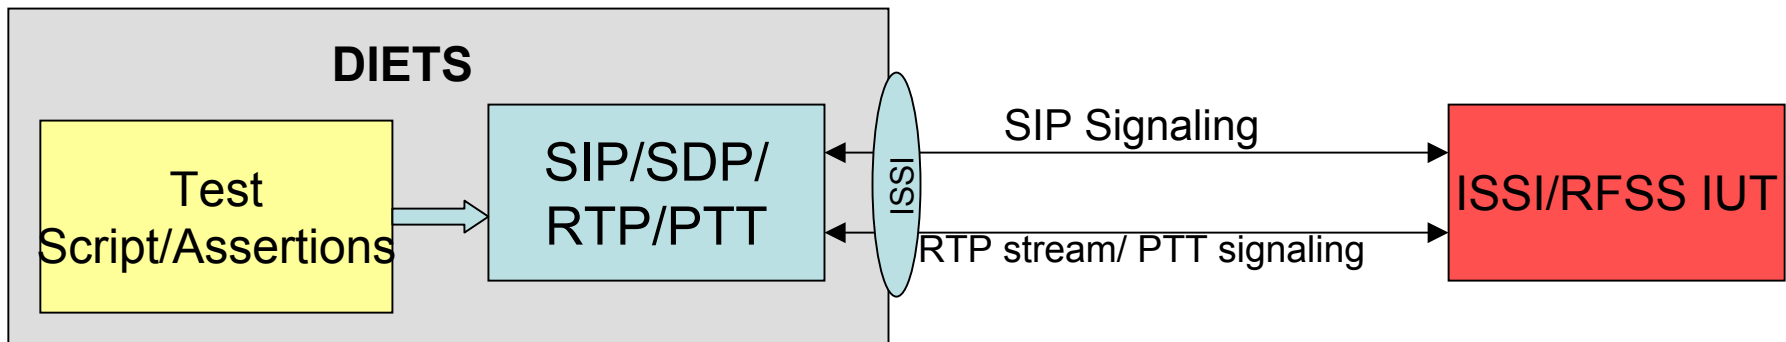 DIETS
Test
Script/Assertions
SIP/SDP/
RTP/PTT
ISSI
SIP Signaling
RTP stream/ PTT signaling
ISSI/RFSS IUT